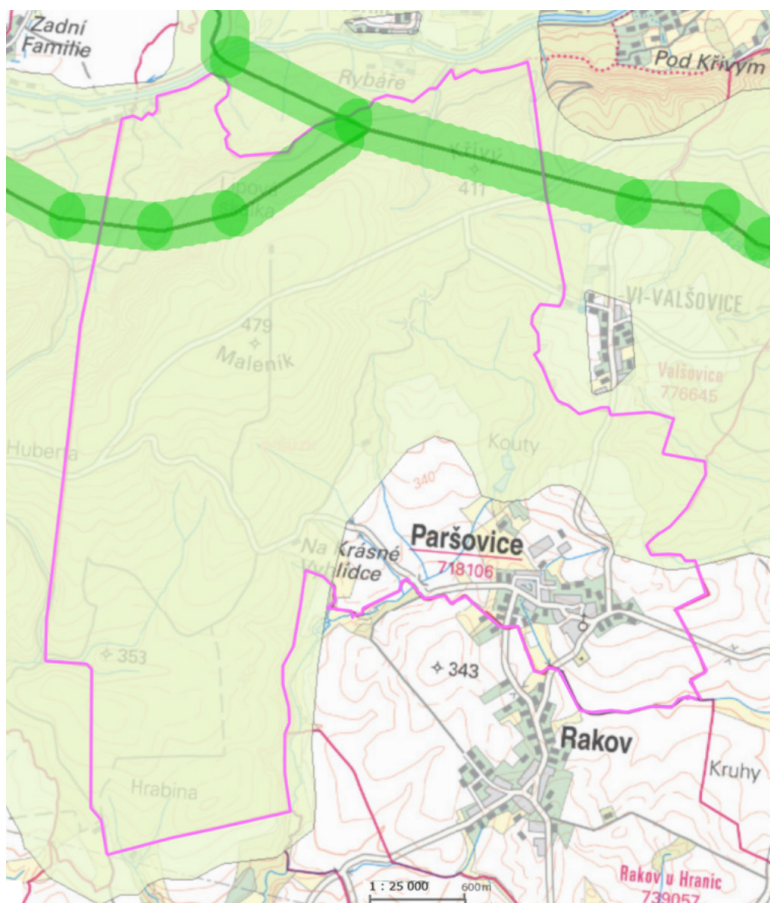 Zadní
Familie
Rybáře
Pod Křivým
Křivý
411
Lipová
VI-VALŠOVICE
479
Maleník
Valšovice
776645
Huberta
Kouty
340
Paršovice
718106
Na Krásné
Vyhlídce
353
343
Rakov
Kruhy
Hrabina
1 : 25 000
600m
Rakov u Hranic
739057